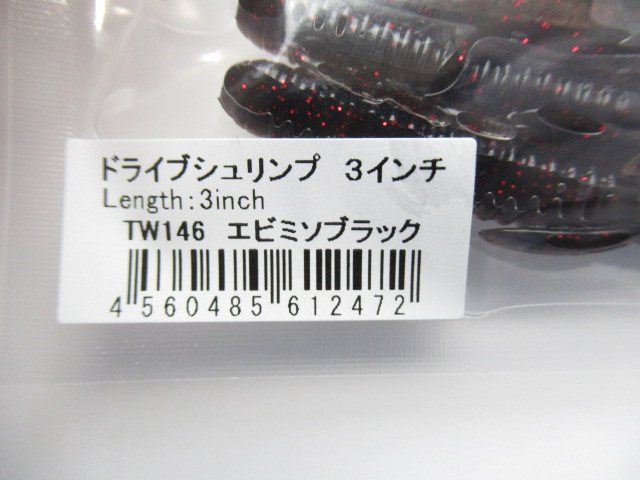 ドライブシュリンプ 3インチ
Length:3inch
TW146 エビミソブラック
4 560485 612472